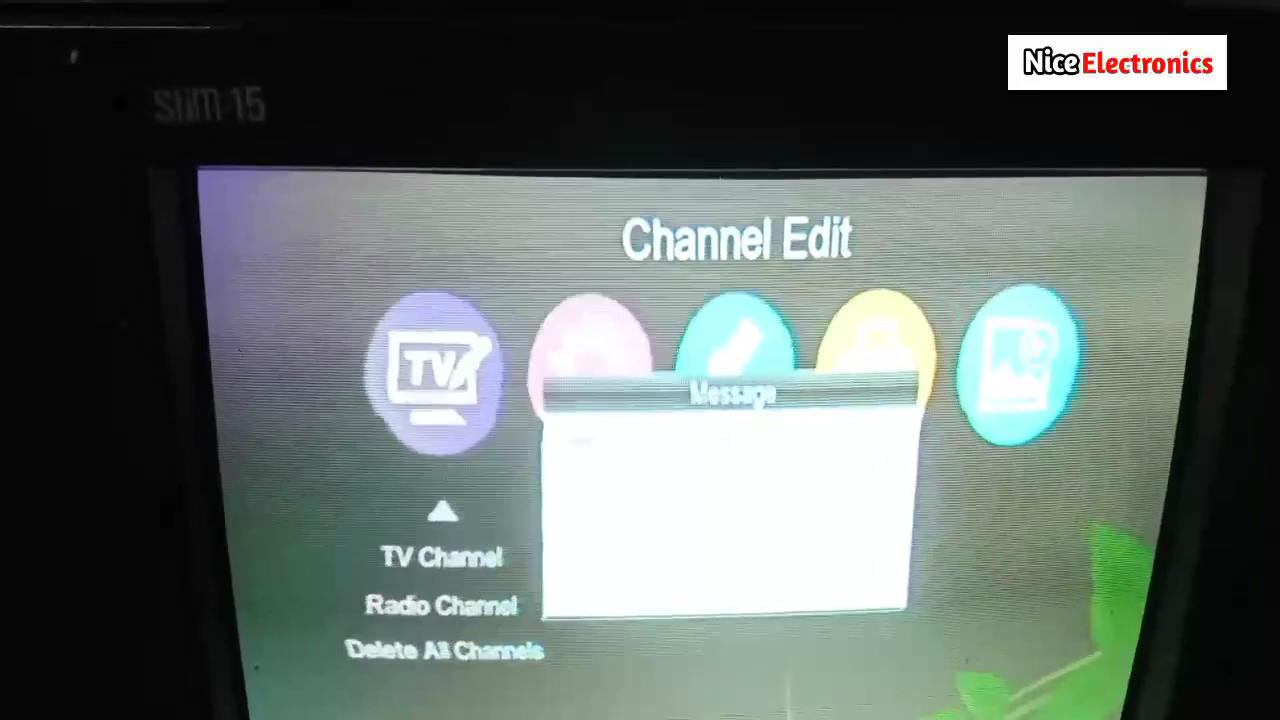 NiceElectronics
SliM 15
Channel Edit
TV
Message
TV Channel
Radio Channel
Delete All Channels